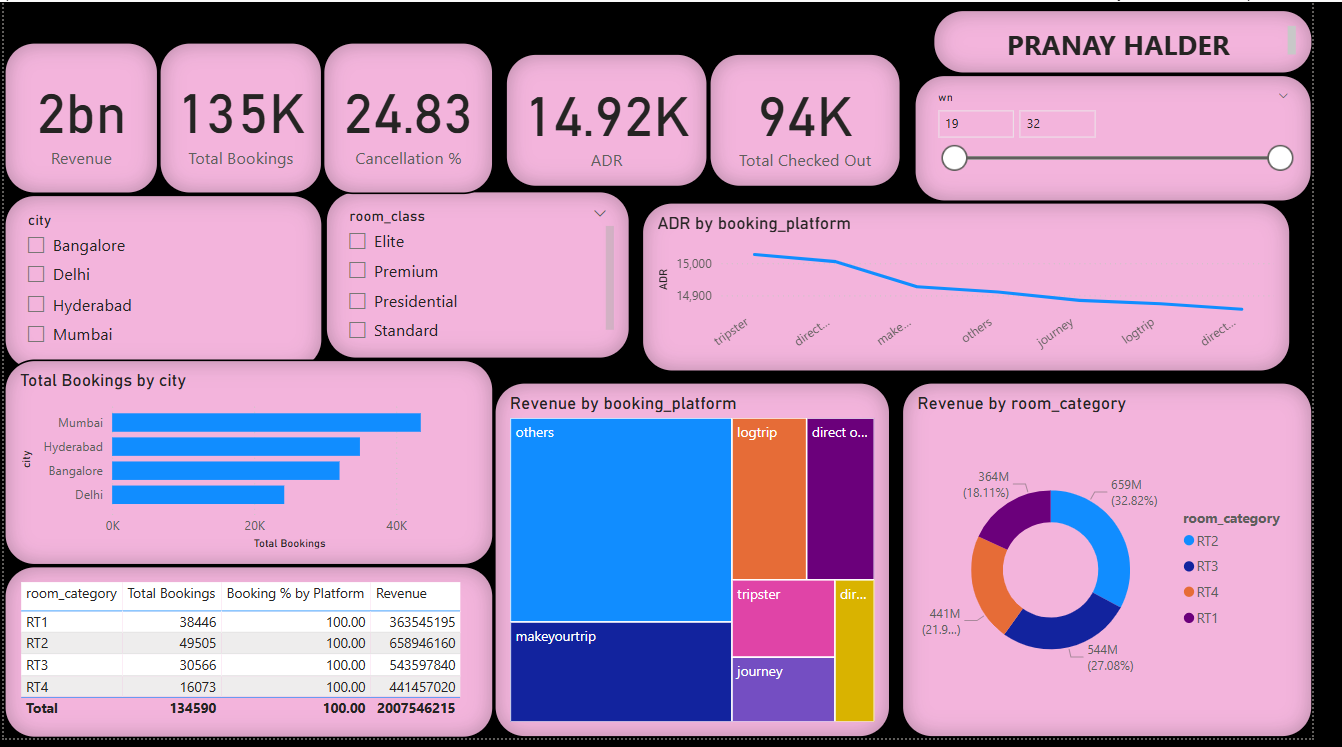 PRANAY HALDER
2bn
Revenue
135K
Total Bookings
24.83
Cancellation %
14.92K
ADR
94K
Total Checked Out
wn
19 32
city
Bangalore
Delhi
Hyderabad
Mumbai
room_class
Elite
Premium
Presidential
Standard
ADR by booking_platform
ADR
15,000
14,900
tripster direct... make... others journey logtrip direct...
Total Bookings by city
city
Mumbai
Hyderabad
Bangalore
Delhi
0K 20K 40K
Total Bookings
room_category Total Bookings Booking % by Platform Revenue
RT1 38446 100.00 363545195
RT2 49505 100.00 658946160
RT3 30566 100.00 543597840
RT4 16073 100.00 441457020
Total 134590 100.00 2007546215
Revenue by booking_platform
others
logtrip
direct o...
makeyourtrip
tripster
dir...
journey
Revenue by room_category
364M
(18.11%)
659M
(32.82%)
441M
(21.9...)
544M
(27.08%)
room_category
RT2
RT3
RT4
RT1